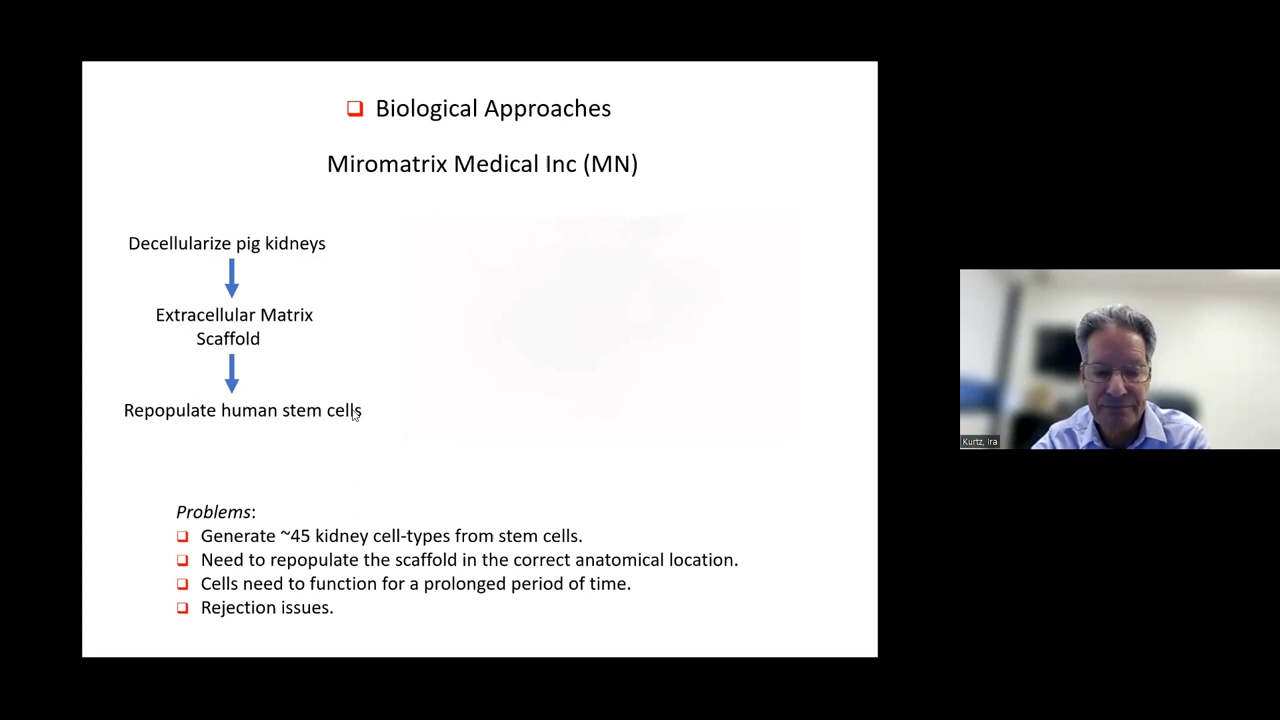 Biological Approaches
Miromatrix Medical Inc (MN)
Decellularize pig kidneys
Extracellular Matrix
Scaffold
Repopulate human stem cells
Problems:
Generate ~45 kidney cell-types from stem cells.
Need to repopulate the scaffold in the correct anatomical location.
Cells need to function for a prolonged period of time.
Rejection issues.
Kurtz, Ira